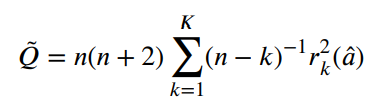 Q̃ = n(n + 2) ∑_{k=1}^{K} (n − k)^{−1} r_k^2(â)